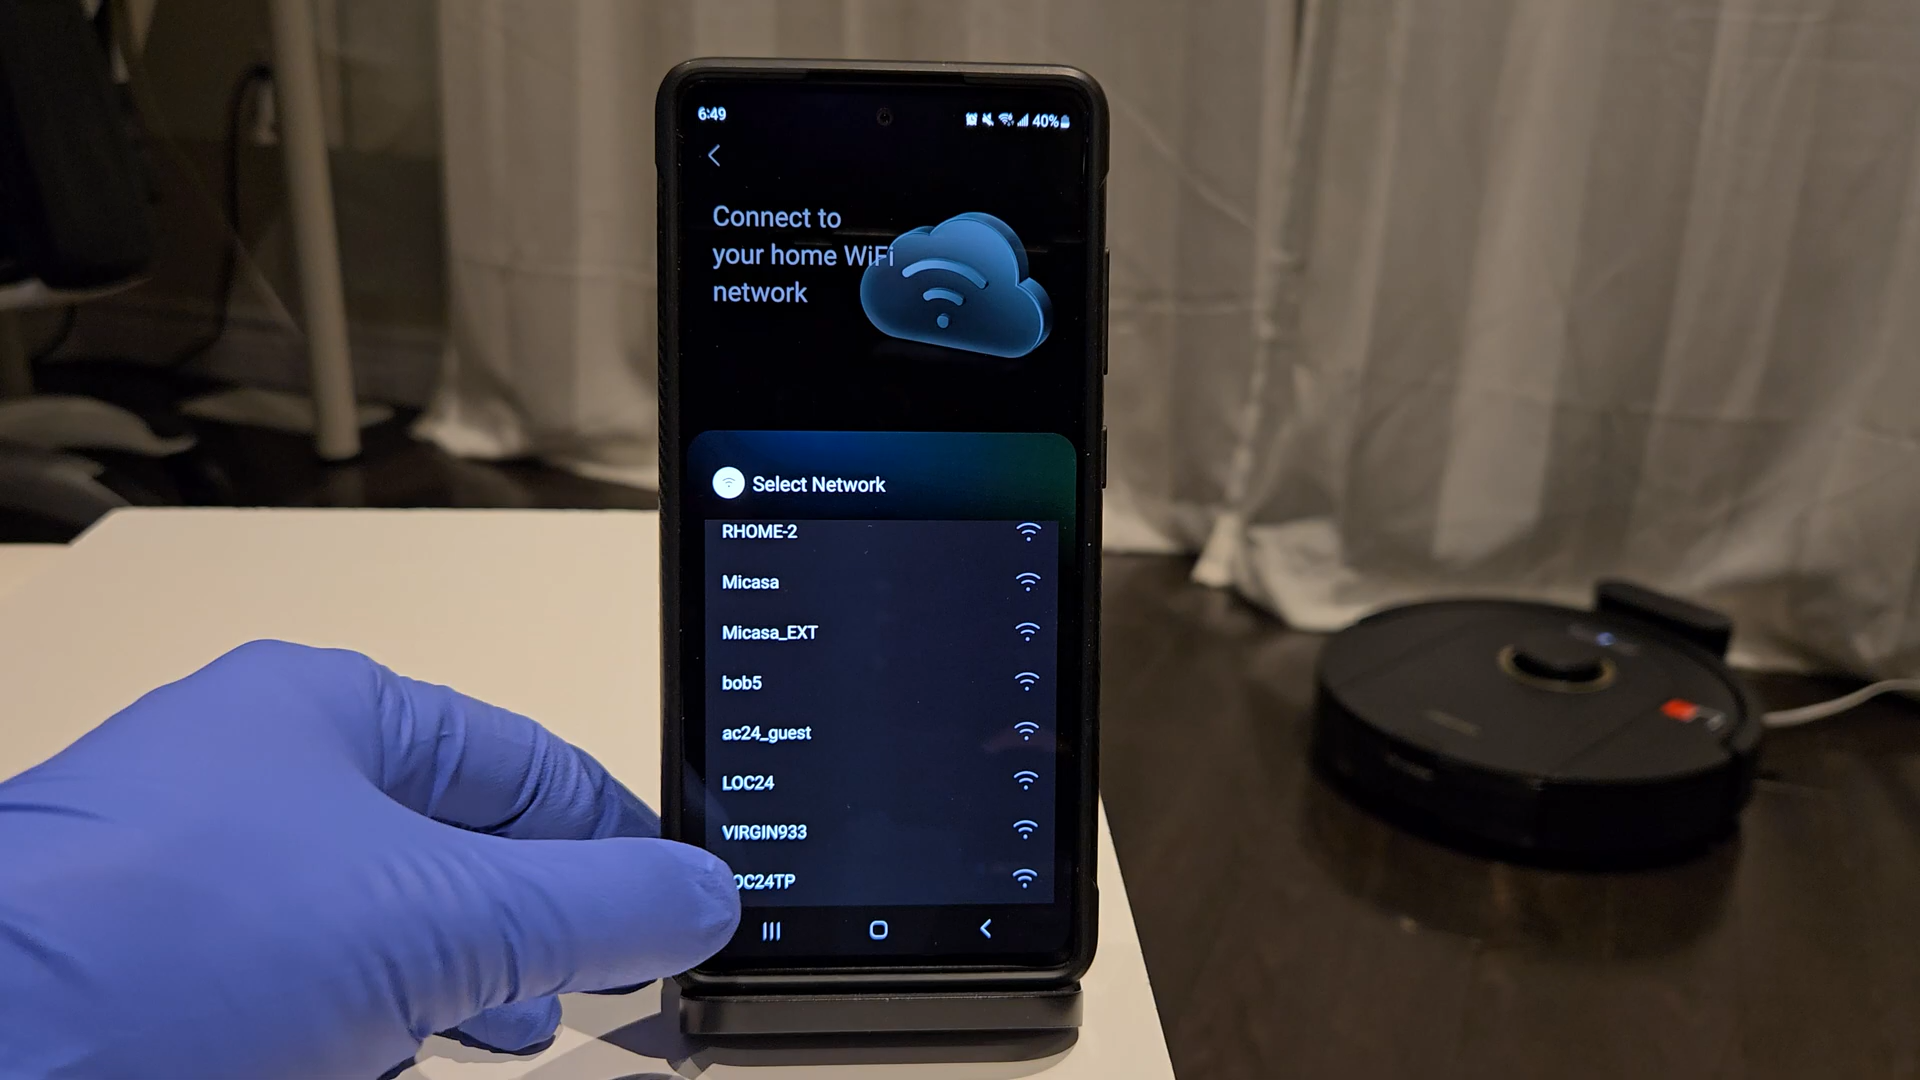 6:49
40%
Connect to
your home WiFi
network
Select Network
RHOME-2
Micasa
Micasa_EXT
bob5
ac24_guest
LOC24
VIRGIN933
OC24TP